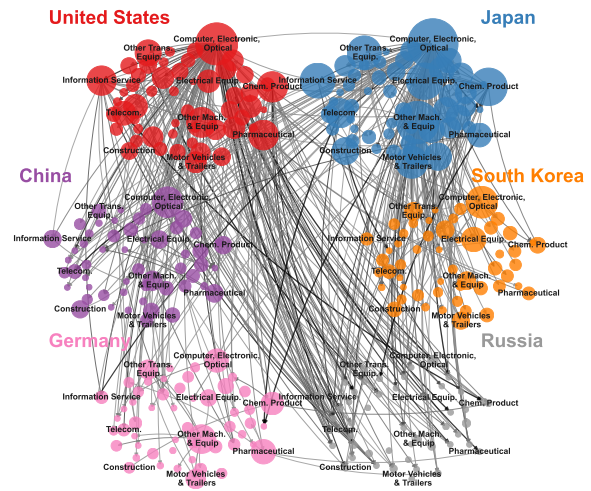 United States
Computer, Electronic,
Optical
Other Trans.
Equip.
Information Service
Electrical Equip.
Chem. Product
Telecom.
Other Mach.
& Equip
Pharmaceutical
Construction
Motor Vehicles
& Trailers
Japan
Computer, Electronic,
Optical
Other Trans.
Equip.
Information Service
Electrical Equip.
Chem. Product
Telecom.
Other Mach.
& Equip
Pharmaceutical
Construction
Motor Vehicles
& Trailers
China
Computer, Electronic,
Optical
Other Trans.
Equip.
Information Service
Electrical Equip.
Chem. Product
Telecom.
Other Mach.
& Equip
Pharmaceutical
Construction
Motor Vehicles
& Trailers
South Korea
Computer, Electronic,
Optical
Other Trans.
Equip.
Information Service
Electrical Equip.
Chem. Product
Telecom.
Other Mach.
& Equip
Pharmaceutical
Construction
Motor Vehicles
& Trailers
Germany
Computer, Electronic,
Optical
Other Trans.
Equip.
Information Service
Electrical Equip.
Chem. Product
Telecom.
Other Mach.
& Equip
Pharmaceutical
Construction
Motor Vehicles
& Trailers
Russia
Computer, Electronic,
Optical
Other Trans.
Equip.
Information Service
Electrical Equip.
Chem. Product
Telecom.
Other Mach.
& Equip
Pharmaceutical
Construction
Motor Vehicles
& Trailers